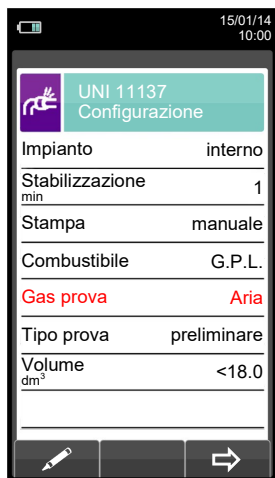 15/01/14
10:00
UNI 11137
Configurazione
Impianto interno
Stabilizzazione 1
min
Stampa manuale
Combustibile G.P.L.
Gas prova Aria
Tipo prova preliminare
Volume <18.0
dm³